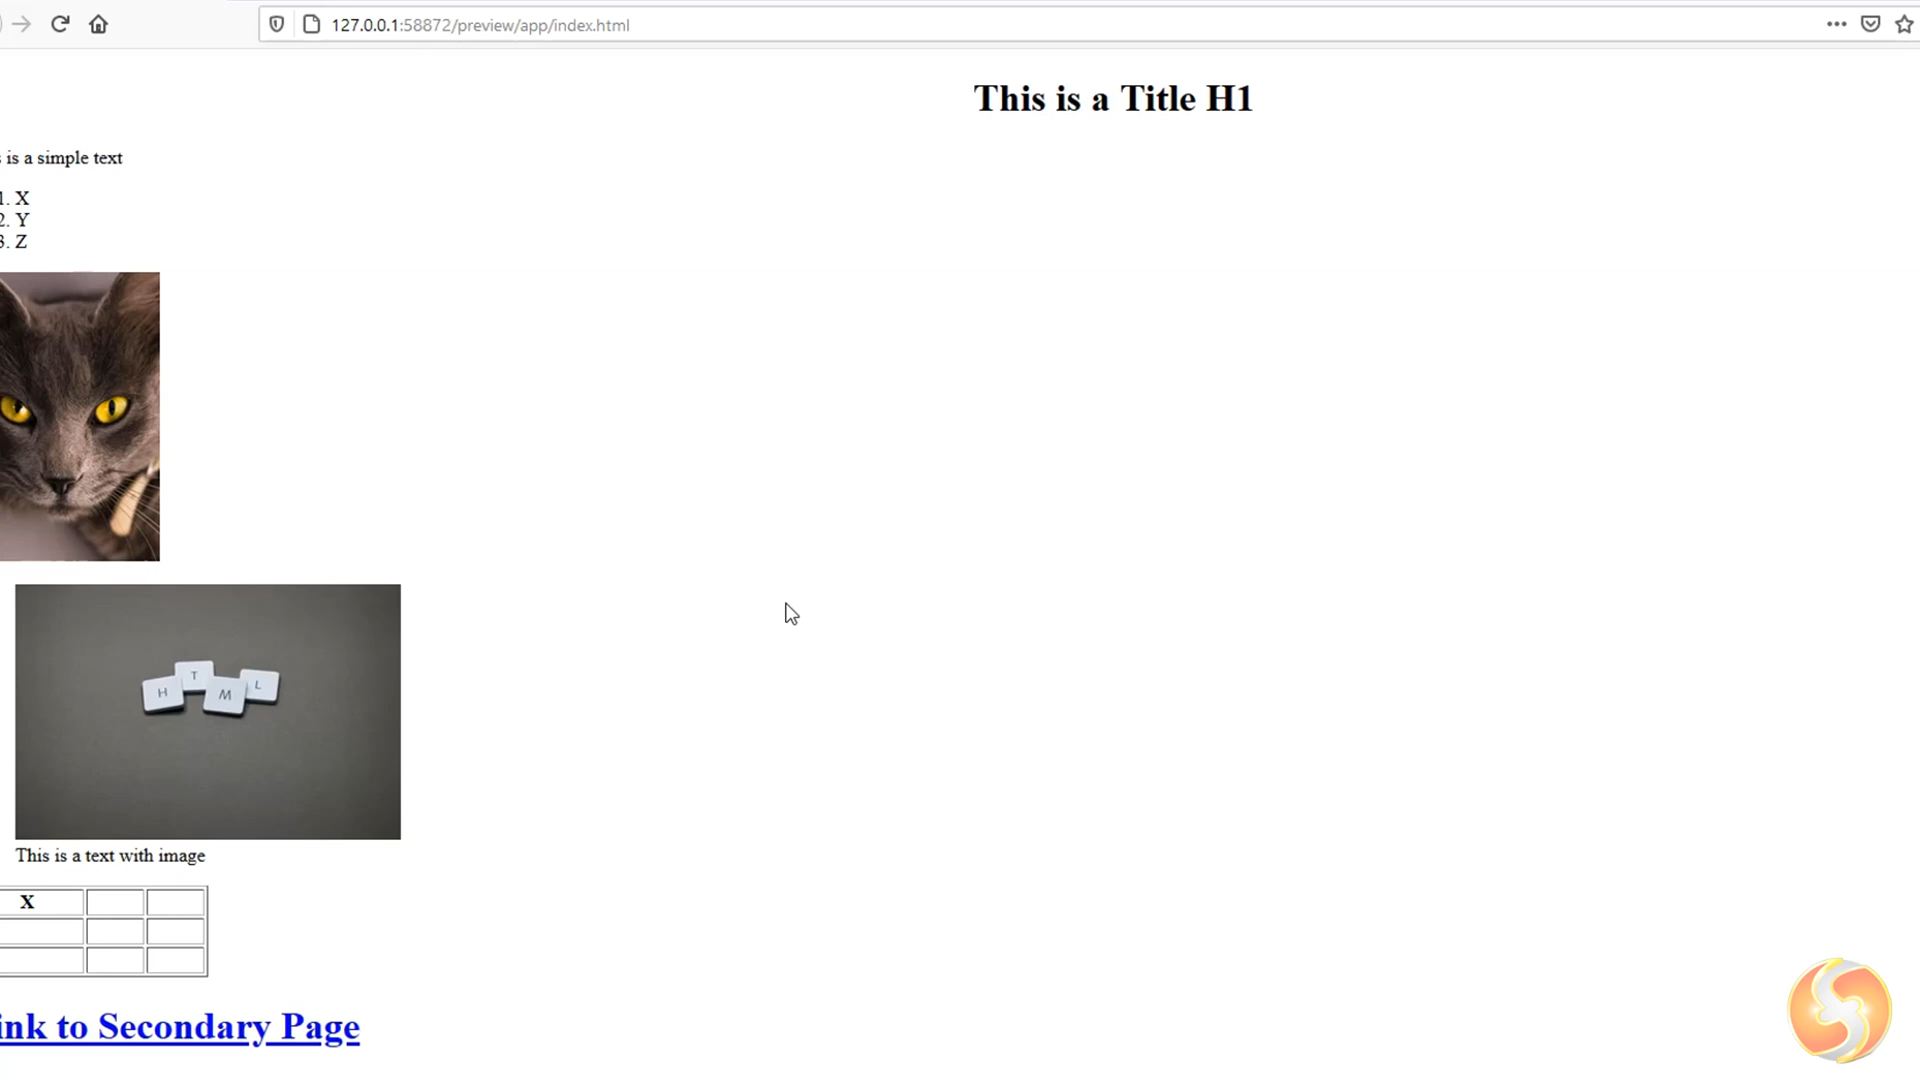 127.0.0.1:58872/preview/app/index.html
This is a Title H1
s is a simple text
1. X
2. Y
3. Z
H T M L
This is a text with image
X
ink to Secondary Page